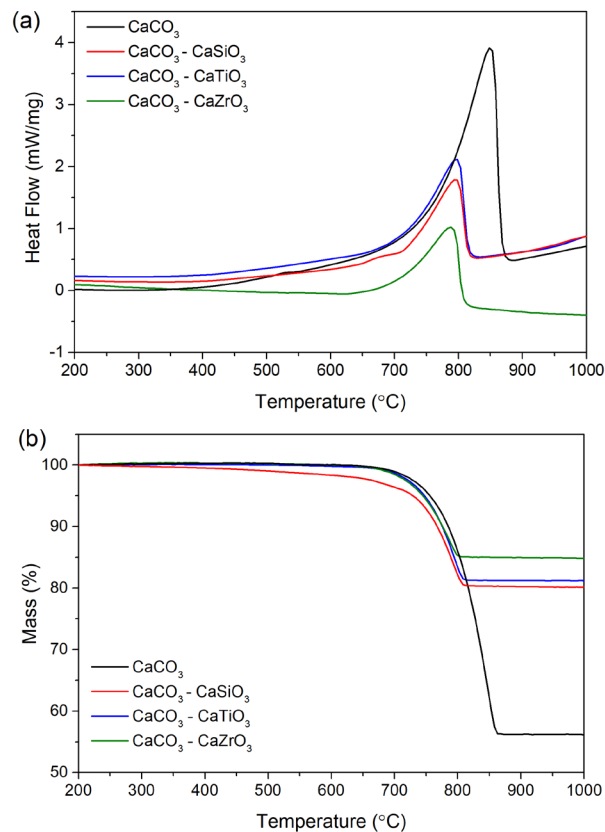 (a)
CaCO₃
CaCO₃ - CaSiO₃
CaCO₃ - CaTiO₃
CaCO₃ - CaZrO₃
Heat Flow (mW/mg)
4
3
2
1
0
-1
200 300 400 500 600 700 800 900 1000
Temperature (°C)
(b)
Mass (%)
100
90
80
70
60
50
CaCO₃
CaCO₃ - CaSiO₃
CaCO₃ - CaTiO₃
CaCO₃ - CaZrO₃
200 300 400 500 600 700 800 900 1000
Temperature (°C)